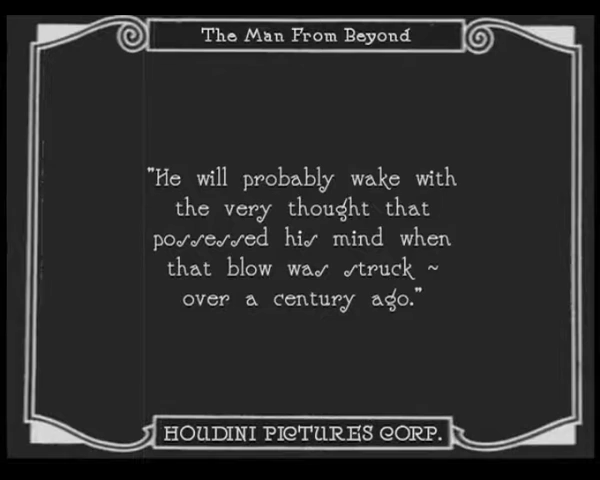 The Man From Beyond
"He will probably wake with
the very thought that
possessed his mind when
that blow was struck ~
over a century ago."
HOUDINI PICTURES CORP.